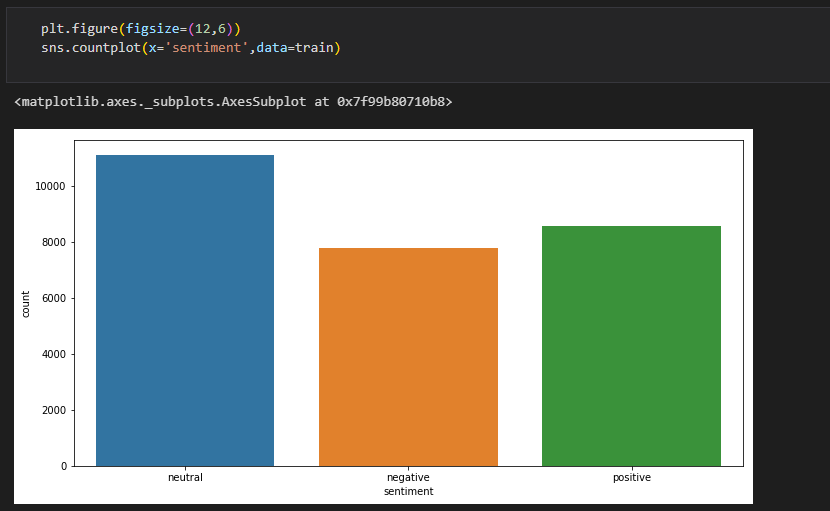 plt.figure(figsize=(12,6))
sns.countplot(x='sentiment',data=train)
<matplotlib.axes._subplots.AxesSubplot at 0x7f99b80710b8>
10000
8000
6000
4000
2000
0
count
neutral negative positive
sentiment